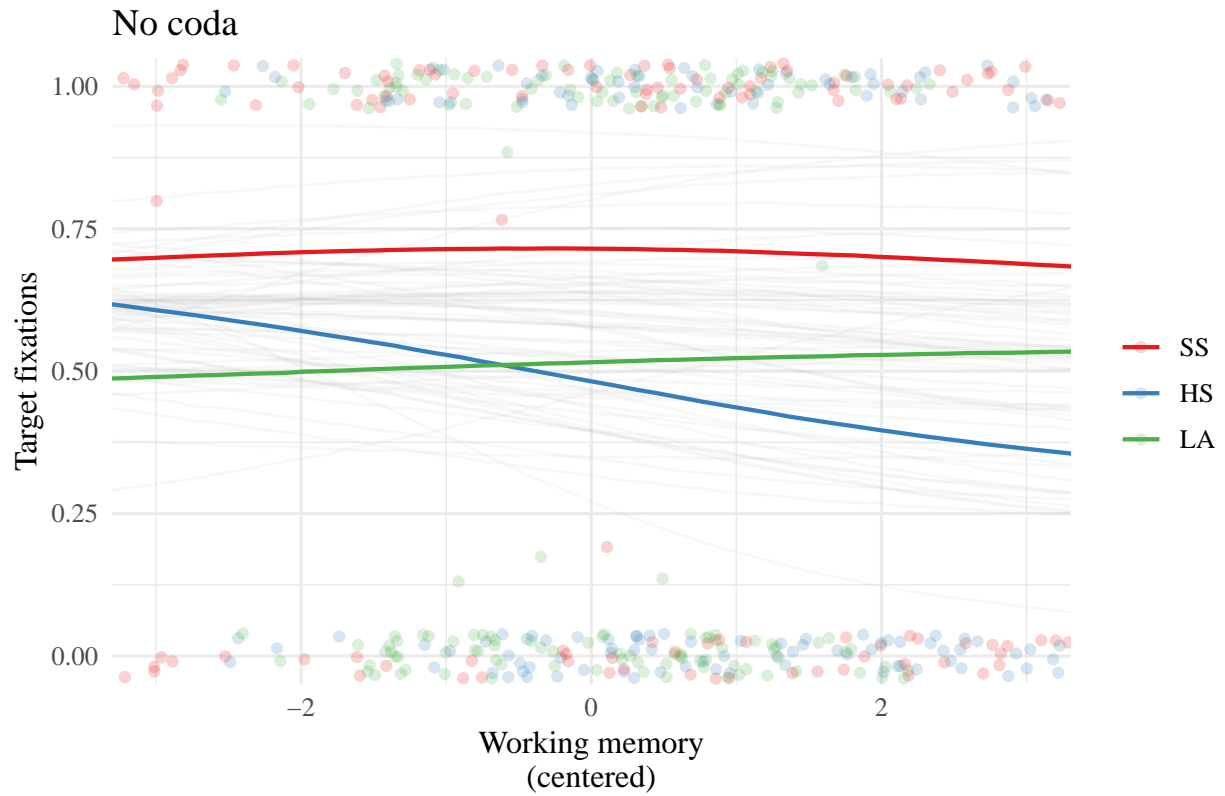 No coda
1.00
0.75
0.50
0.25
0.00
Target fixations
−2
0
2
Working memory
(centered)
SS
HS
LA